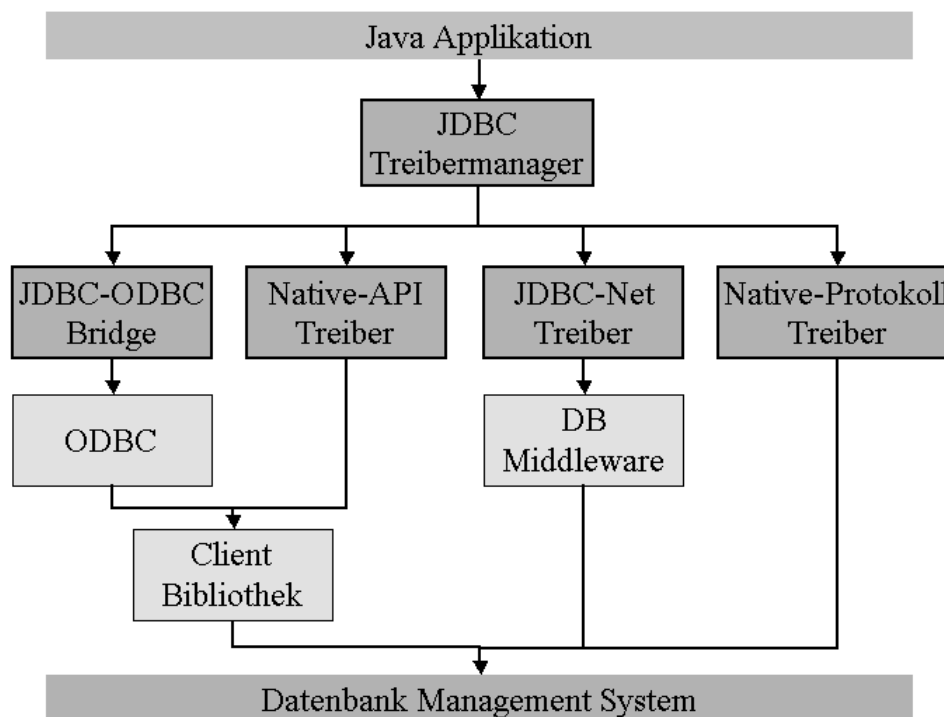 Java Applikation
JDBC
Treibermanager
JDBC-ODBC
Bridge
Native-API
Treiber
JDBC-Net
Treiber
Native-Protokoll
Treiber
ODBC
DB
Middleware
Client
Bibliothek
Datenbank Management System